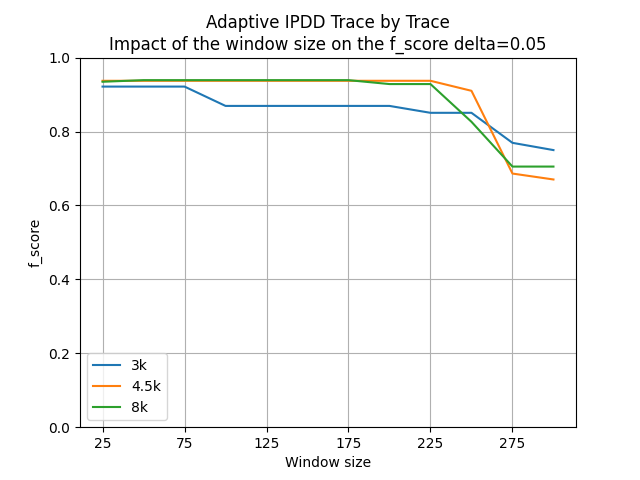 Adaptive IPDD Trace by Trace
Impact of the window size on the f_score delta=0.05
1.0
0.8
0.6
0.4
0.2
0.0
f_score
3k
4.5k
8k
25 75 125 175 225 275
Window size